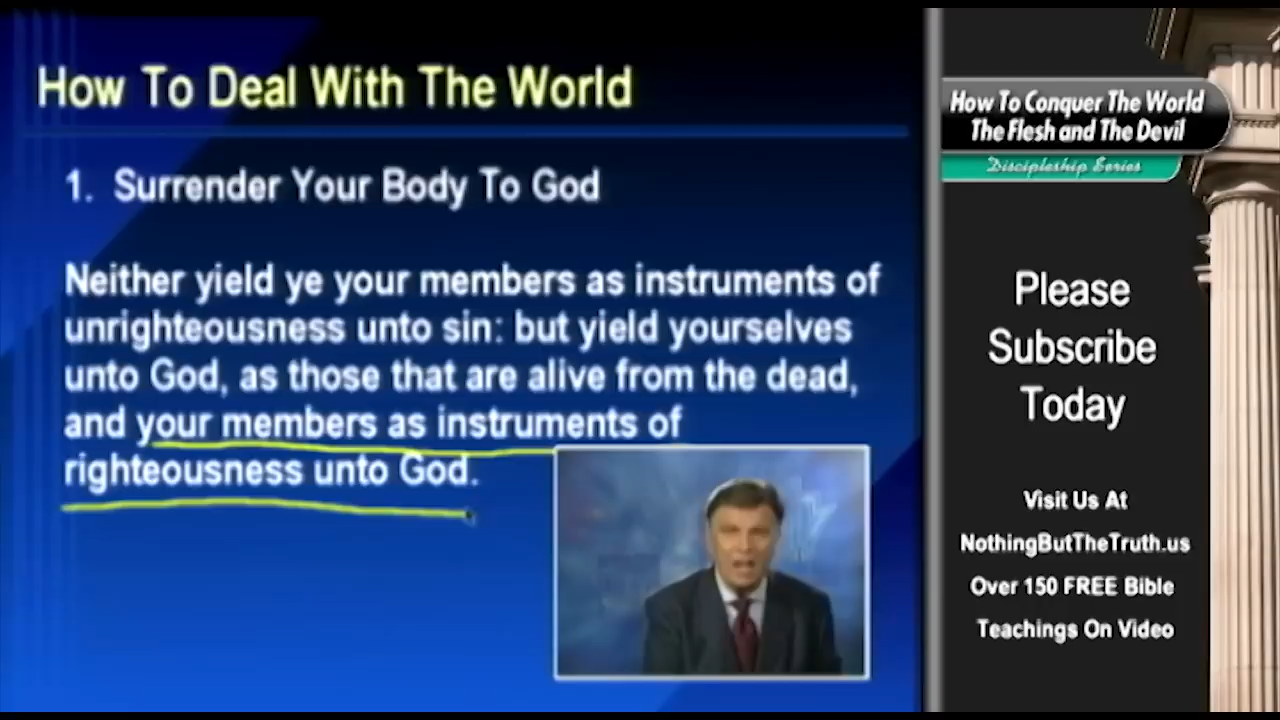 How To Deal With The World
1. Surrender Your Body To God
Neither yield ye your members as instruments of
unrighteousness unto sin: but yield yourselves
unto God, as those that are alive from the dead,
and your members as instruments of
righteousness unto God.
How To Conquer The World
The Flesh and The Devil
Discipleship Series
Please
Subscribe
Today
Visit Us At
NothingButTheTruth.us
Over 150 FREE Bible
Teachings On Video